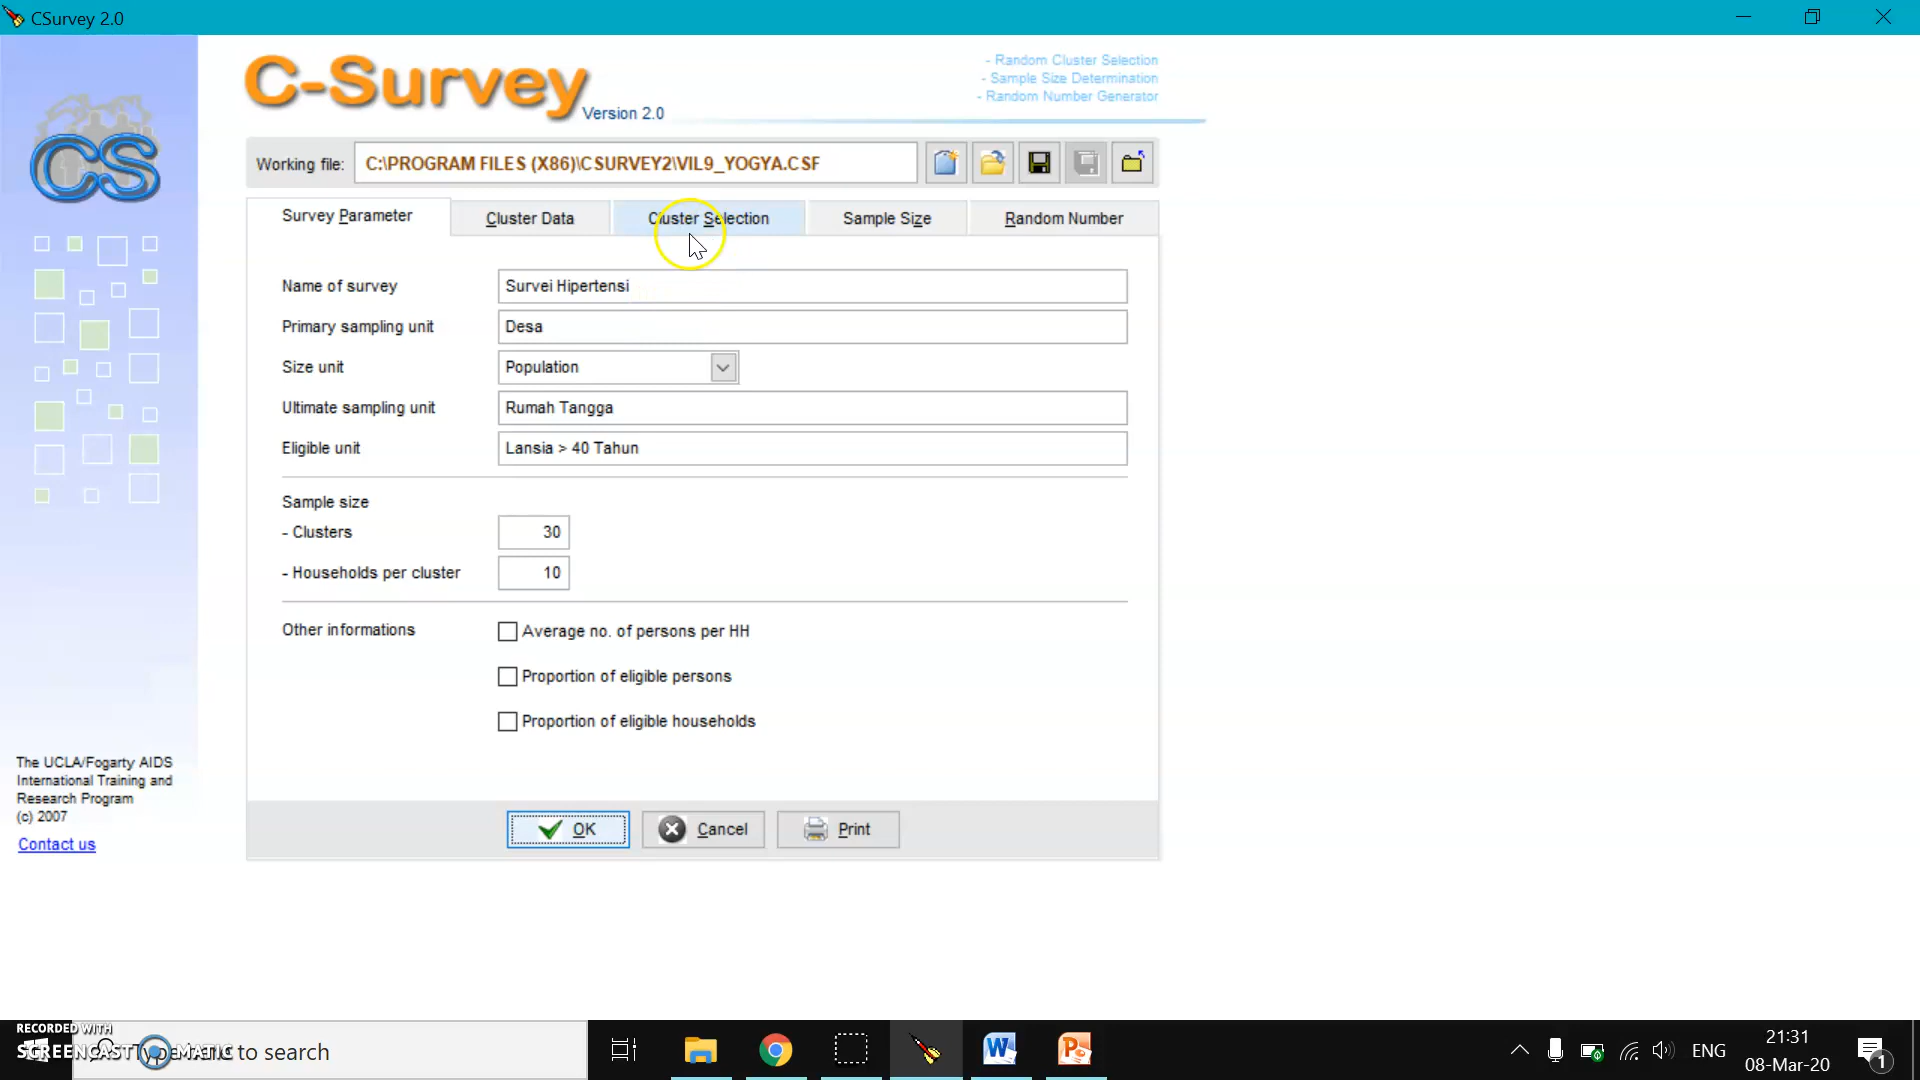 CSurvey 2.0
C-Survey
Version 2.0
- Random Cluster Selection
- Sample Size Determination
- Random Number Generator
CS
Working file: C:\PROGRAM FILES (X86)\CSURVEY2\VIL9_YOGYA.CSF
Survey Parameter Cluster Data Cluster Selection Sample Size Random Number
Name of survey Survei Hipertensi
Primary sampling unit Desa
Size unit Population
Ultimate sampling unit Rumah Tangga
Eligible unit Lansia > 40 Tahun
Sample size
- Clusters 30
- Households per cluster 10
Other informations Average no. of persons per HH
Proportion of eligible persons
Proportion of eligible households
The UCLA/Fogarty AIDS
International Training and
Research Program
(c) 2007
Contact us
OK Cancel Print
RECORDED WITH
SCREENCAST MATIC
to search
ENG
21:31
08-Mar-20
1